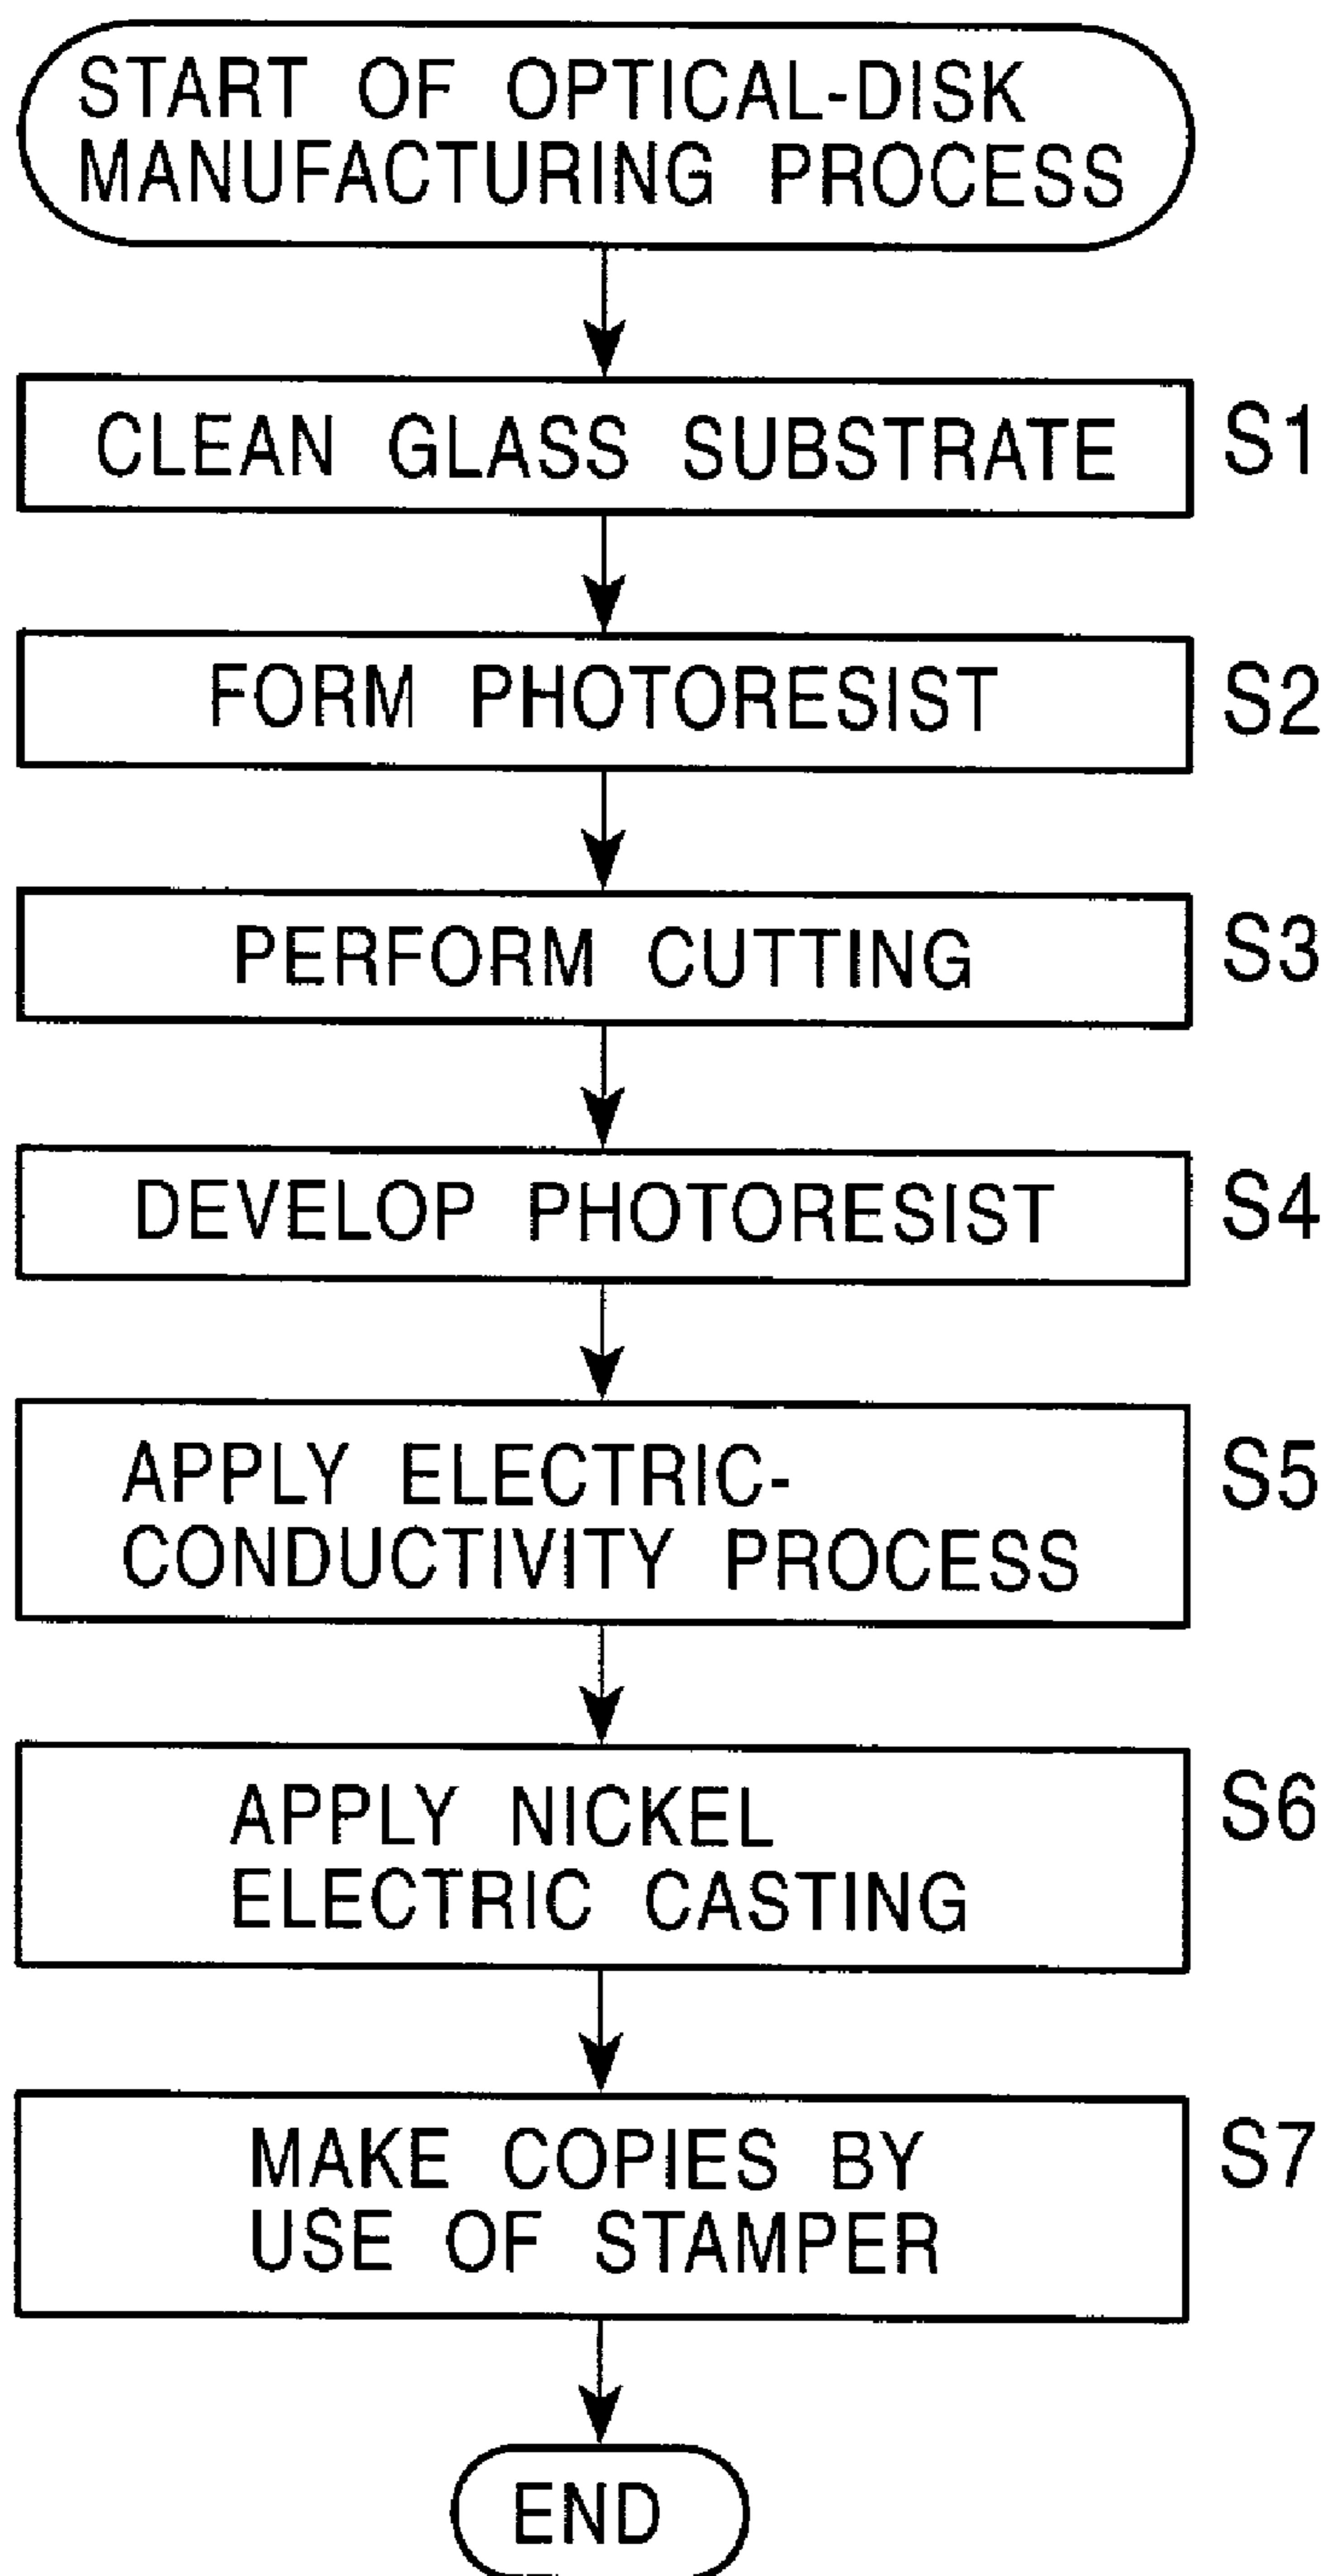 START OF OPTICAL-DISK
MANUFACTURING PROCESS
CLEAN GLASS SUBSTRATE S1
FORM PHOTORESIST S2
PERFORM CUTTING S3
DEVELOP PHOTORESIST S4
APPLY ELECTRIC- S5
CONDUCTIVITY PROCESS
APPLY NICKEL S6
ELECTRIC CASTING
MAKE COPIES BY S7
USE OF STAMPER
END